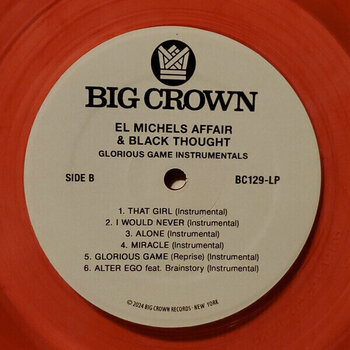 BIG CROWN
EL MICHELS AFFAIR
& BLACK THOUGHT
GLORIOUS GAME INSTRUMENTALS
SIDE B
BC129-LP
1. THAT GIRL (Instrumental)
2. I WOULD NEVER (Instrumental)
3. ALONE (Instrumental)
4. MIRACLE (Instrumental)
5. GLORIOUS GAME (Reprise) (Instrumental)
6. ALTER EGO feat. Brainstory (Instrumental)
©2024 BIG CROWN RECORDS · NEW YORK